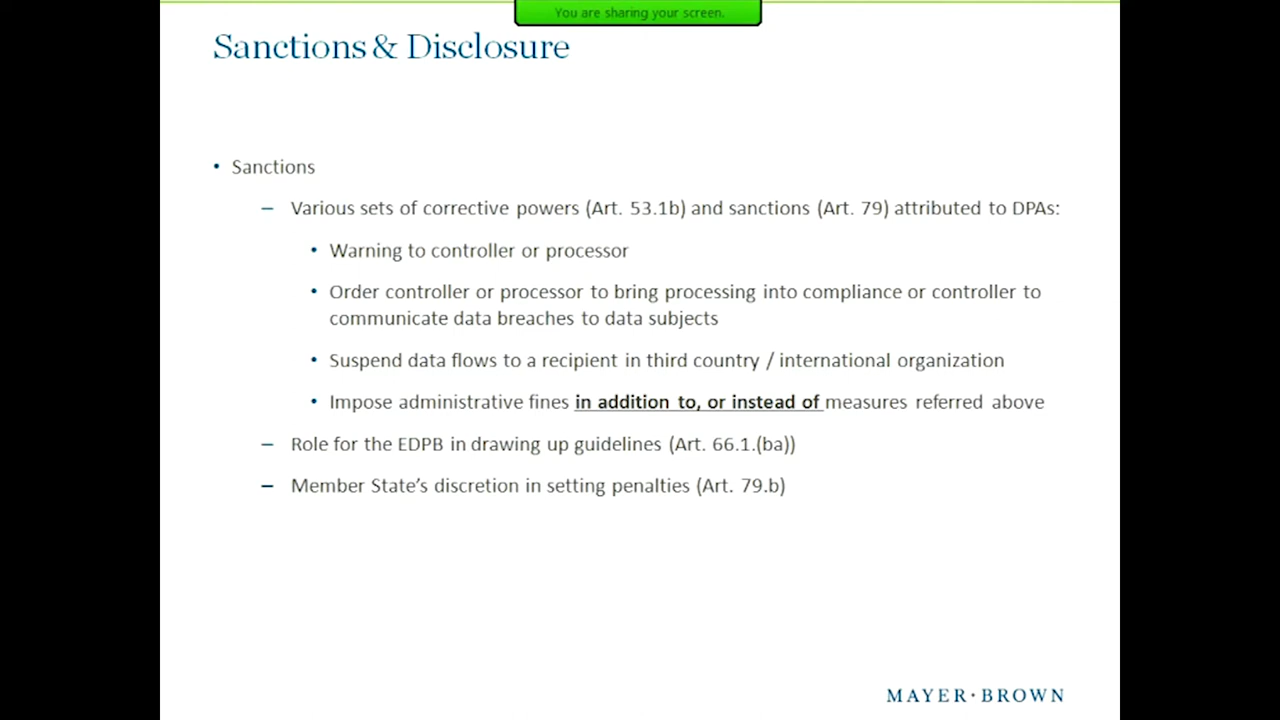 You are sharing your screen.
Sanctions & Disclosure
• Sanctions
– Various sets of corrective powers (Art. 53.1b) and sanctions (Art. 79) attributed to DPAs:
• Warning to controller or processor
• Order controller or processor to bring processing into compliance or controller to
communicate data breaches to data subjects
• Suspend data flows to a recipient in third country / international organization
• Impose administrative fines in addition to, or instead of measures referred above
– Role for the EDPB in drawing up guidelines (Art. 66.1.(ba))
– Member State’s discretion in setting penalties (Art. 79.b)
MAYER·BROWN